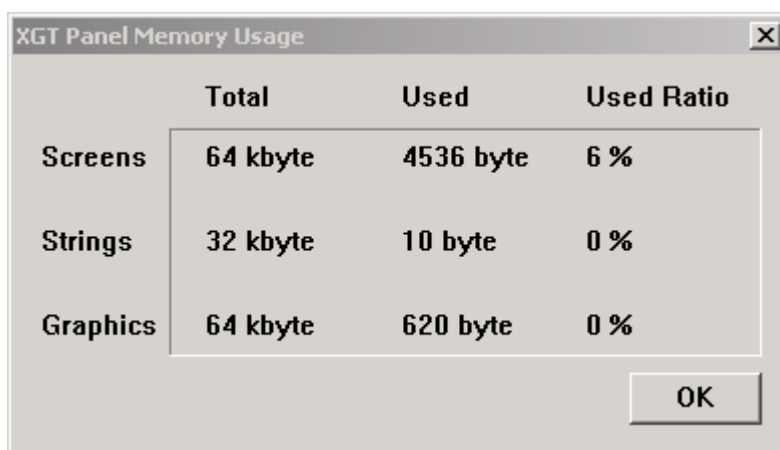 XGT Panel Memory Usage
Total Used Used Ratio
Screens 64 kbyte 4536 byte 6 %
Strings 32 kbyte 10 byte 0 %
Graphics 64 kbyte 620 byte 0 %
OK